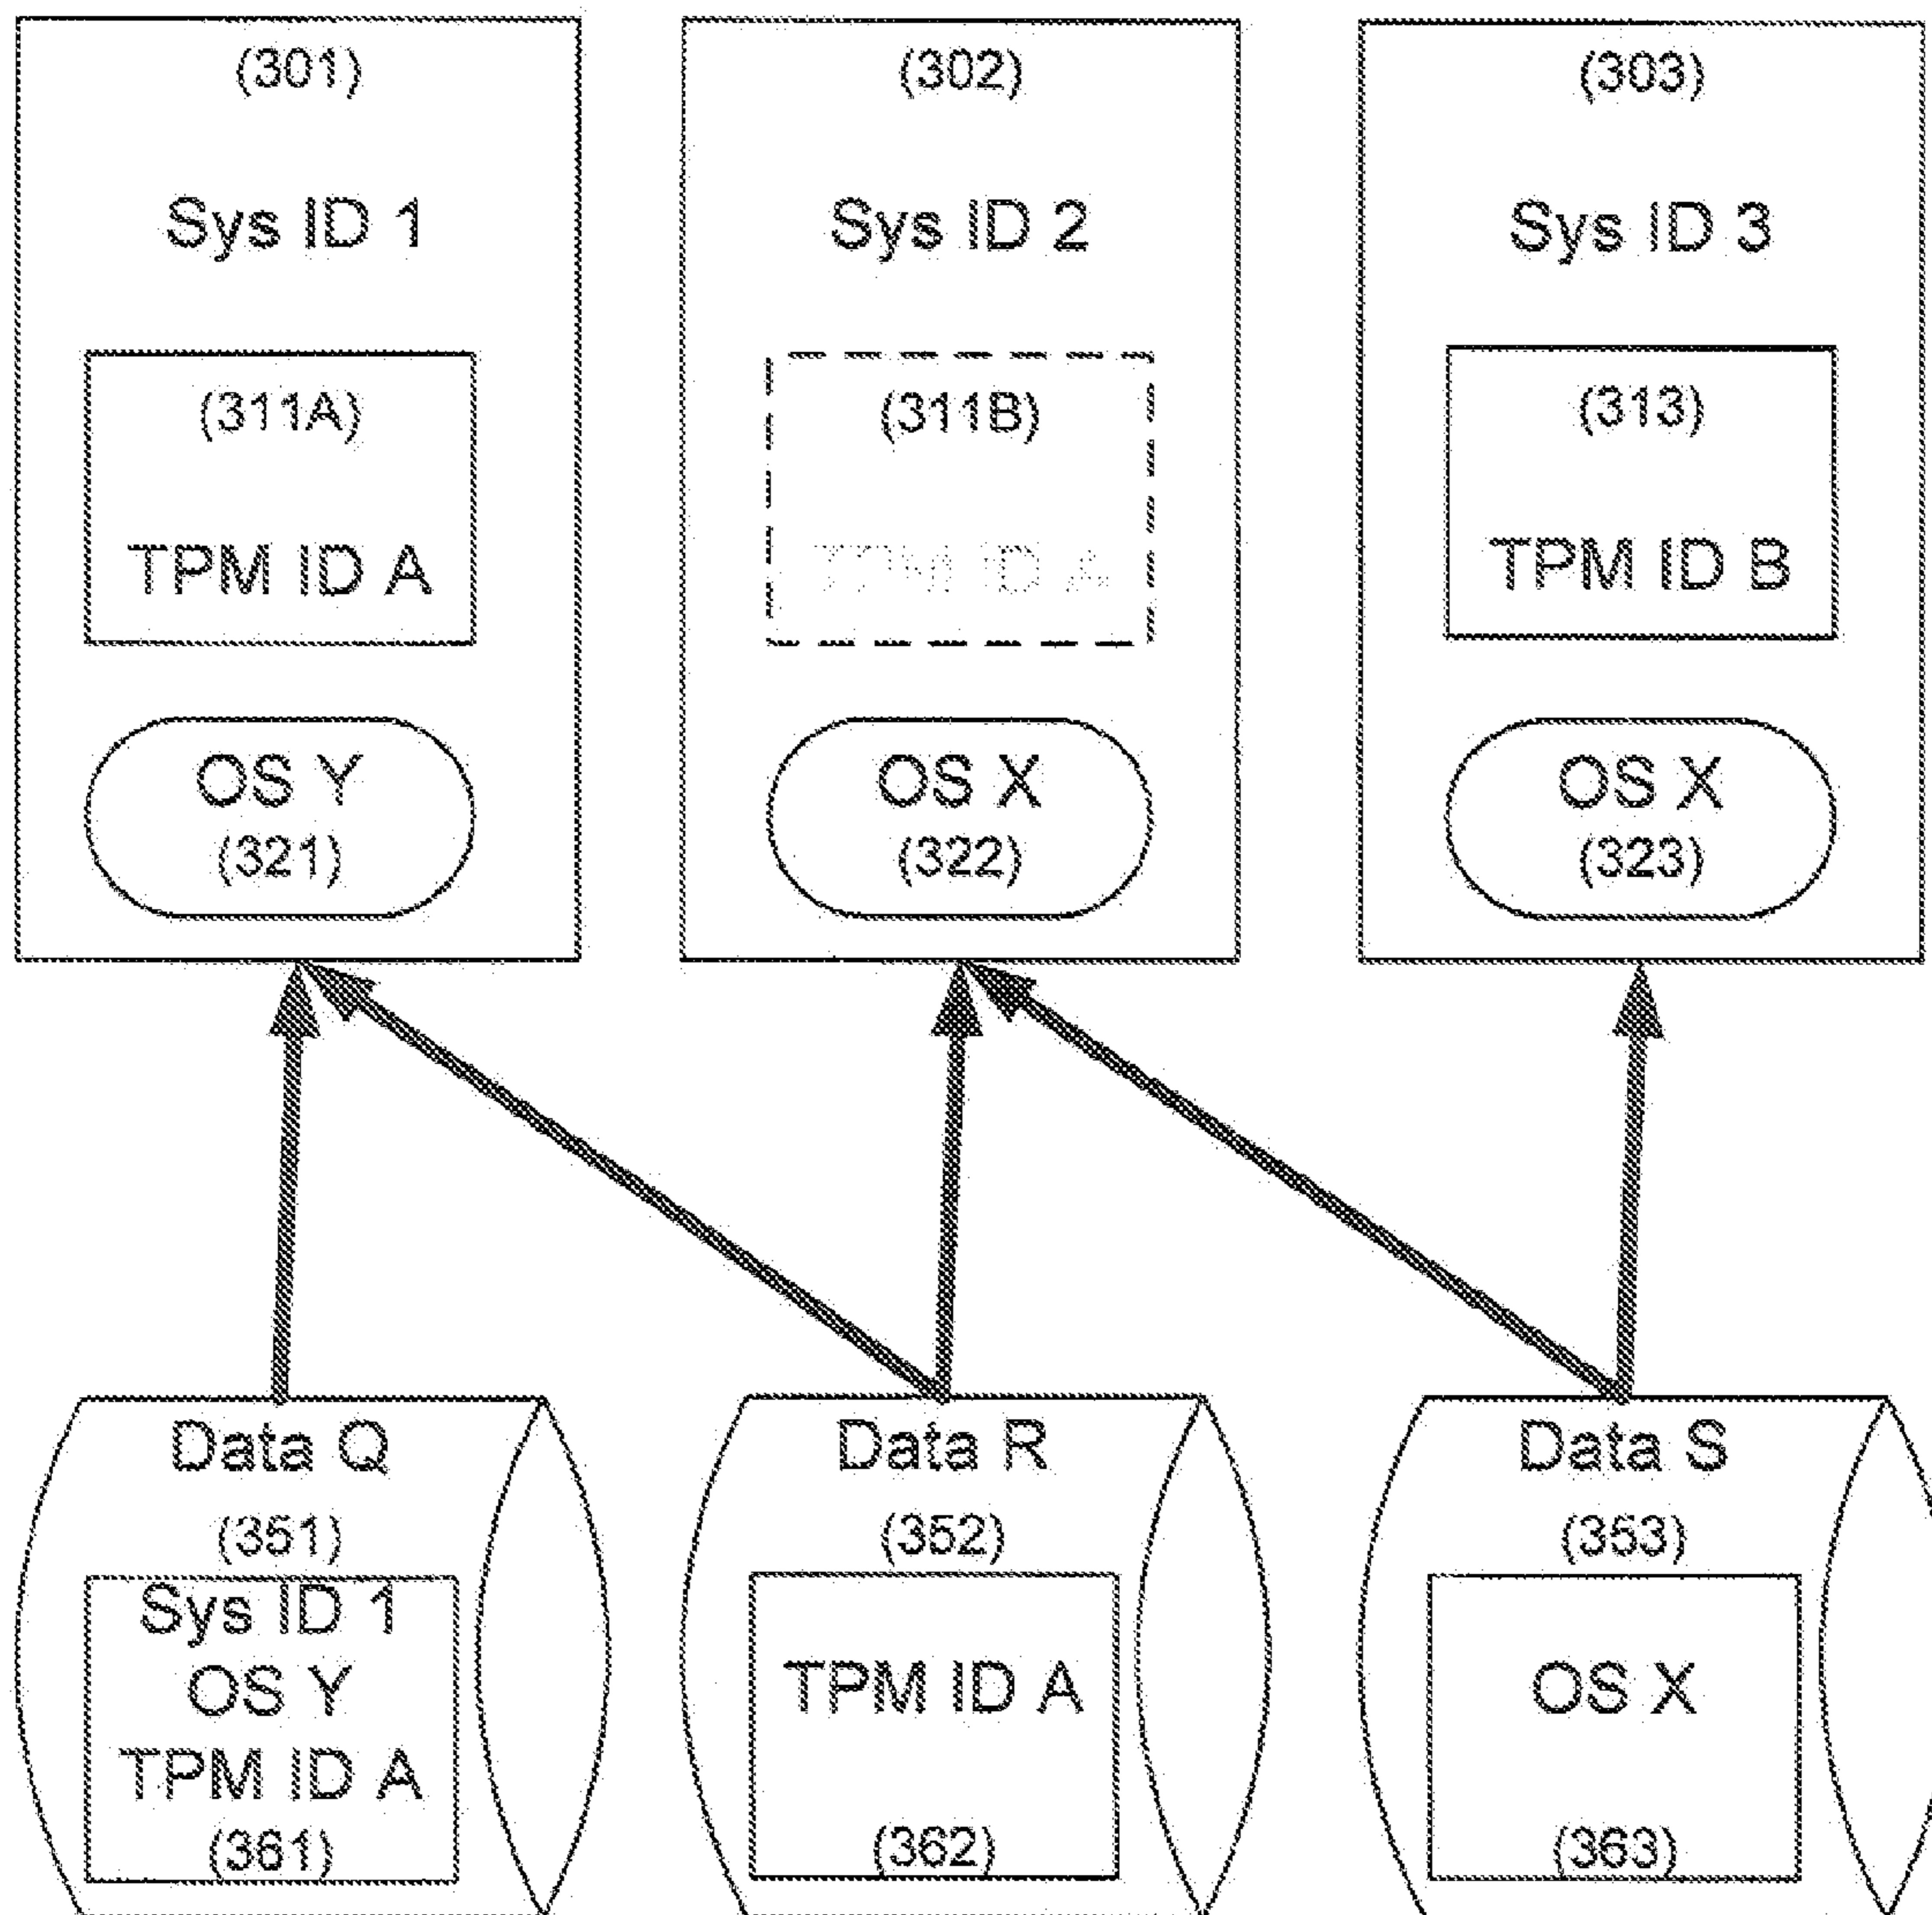 (301)
Sys ID 1
(311A)
TPM ID A
OS Y
(321)
(302)
Sys ID 2
(311B)
TPM ID A
OS X
(322)
(303)
Sys ID 3
(313)
TPM ID B
OS X
(323)
Data Q
(351)
Sys ID 1
OS Y
TPM ID A
(361)
Data R
(352)
TPM ID A
(362)
Data S
(353)
OS X
(363)